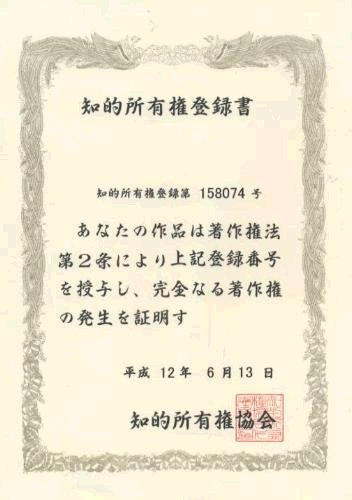 知的所有権登録書
知的所有権登録第 158074 号
あなたの作品は著作権法
第2条により上記登録番号
を授与し、完全なる著作権
の発生を証明す
平成 12年 6月13日
知的所有権協会